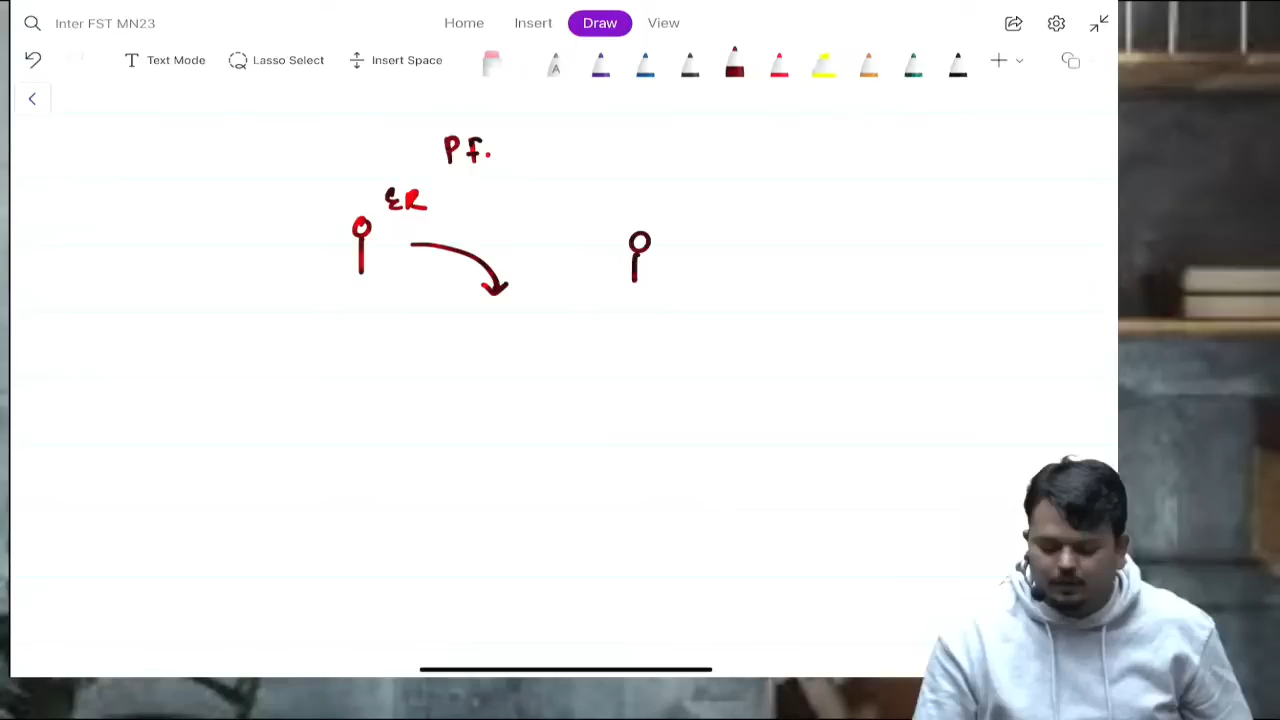 Inter FST MN23
Home Insert Draw View
Text Mode Lasso Select Insert Space
A
PF.
ER